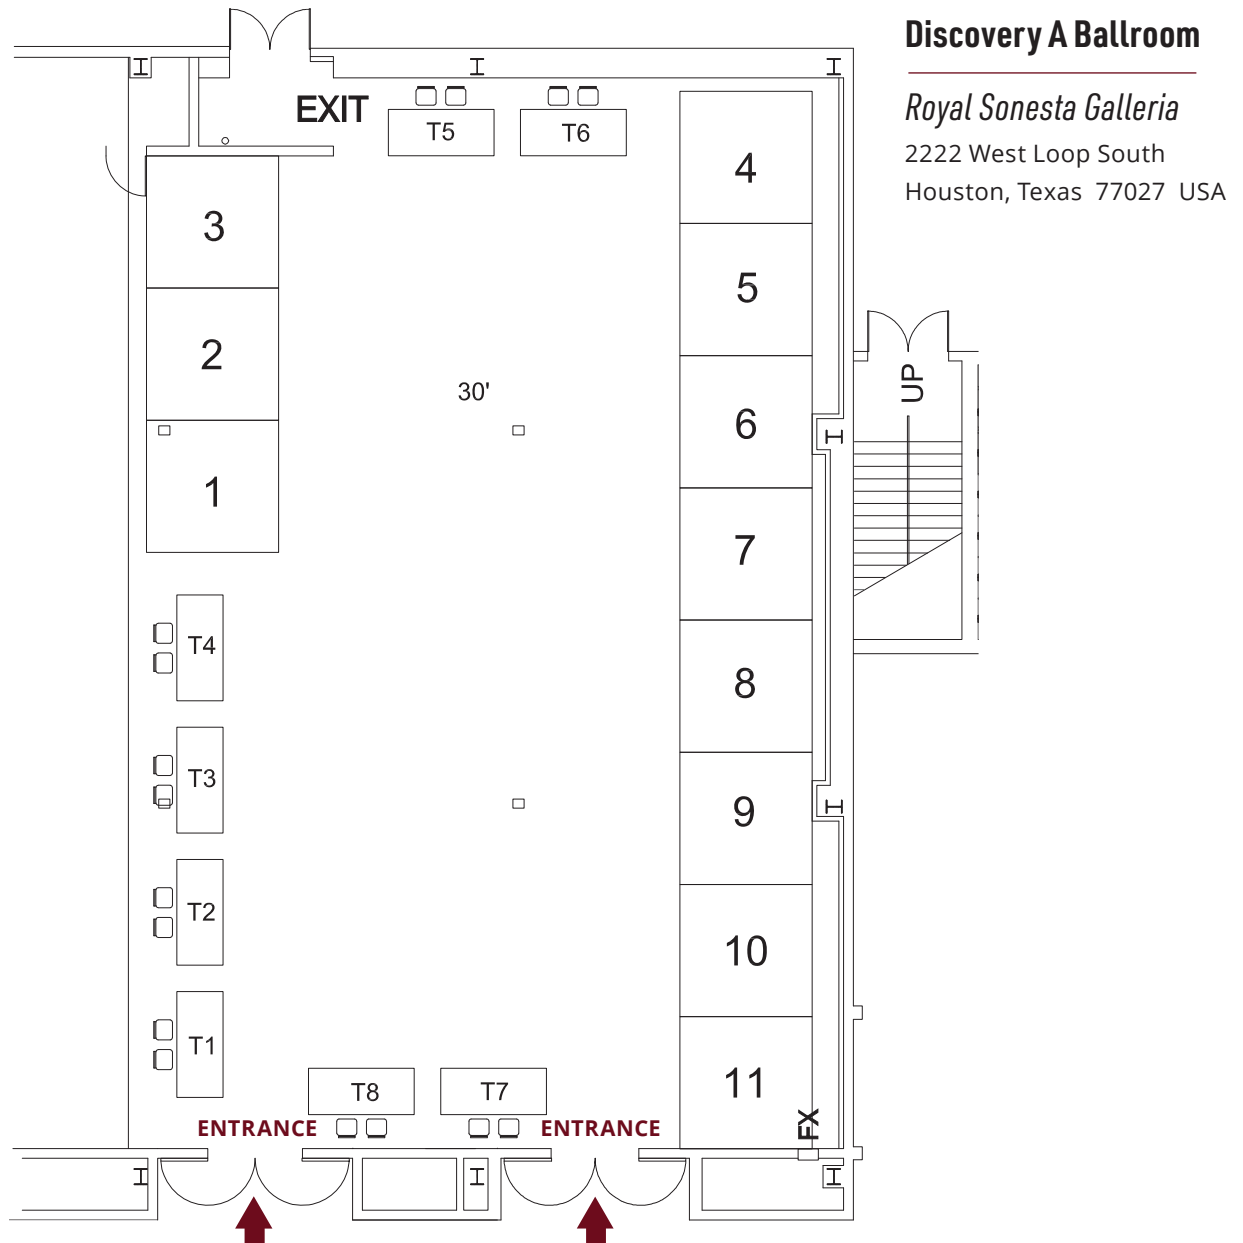 Discovery A Ballroom
Royal Sonesta Galleria
2222 West Loop South
Houston, Texas 77027 USA
EXIT
T5
T6
4
3
5
2
30'
UP
6
1
7
T4
8
T3
9
T2
10
T1
11
T8
T7
FX
ENTRANCE
ENTRANCE